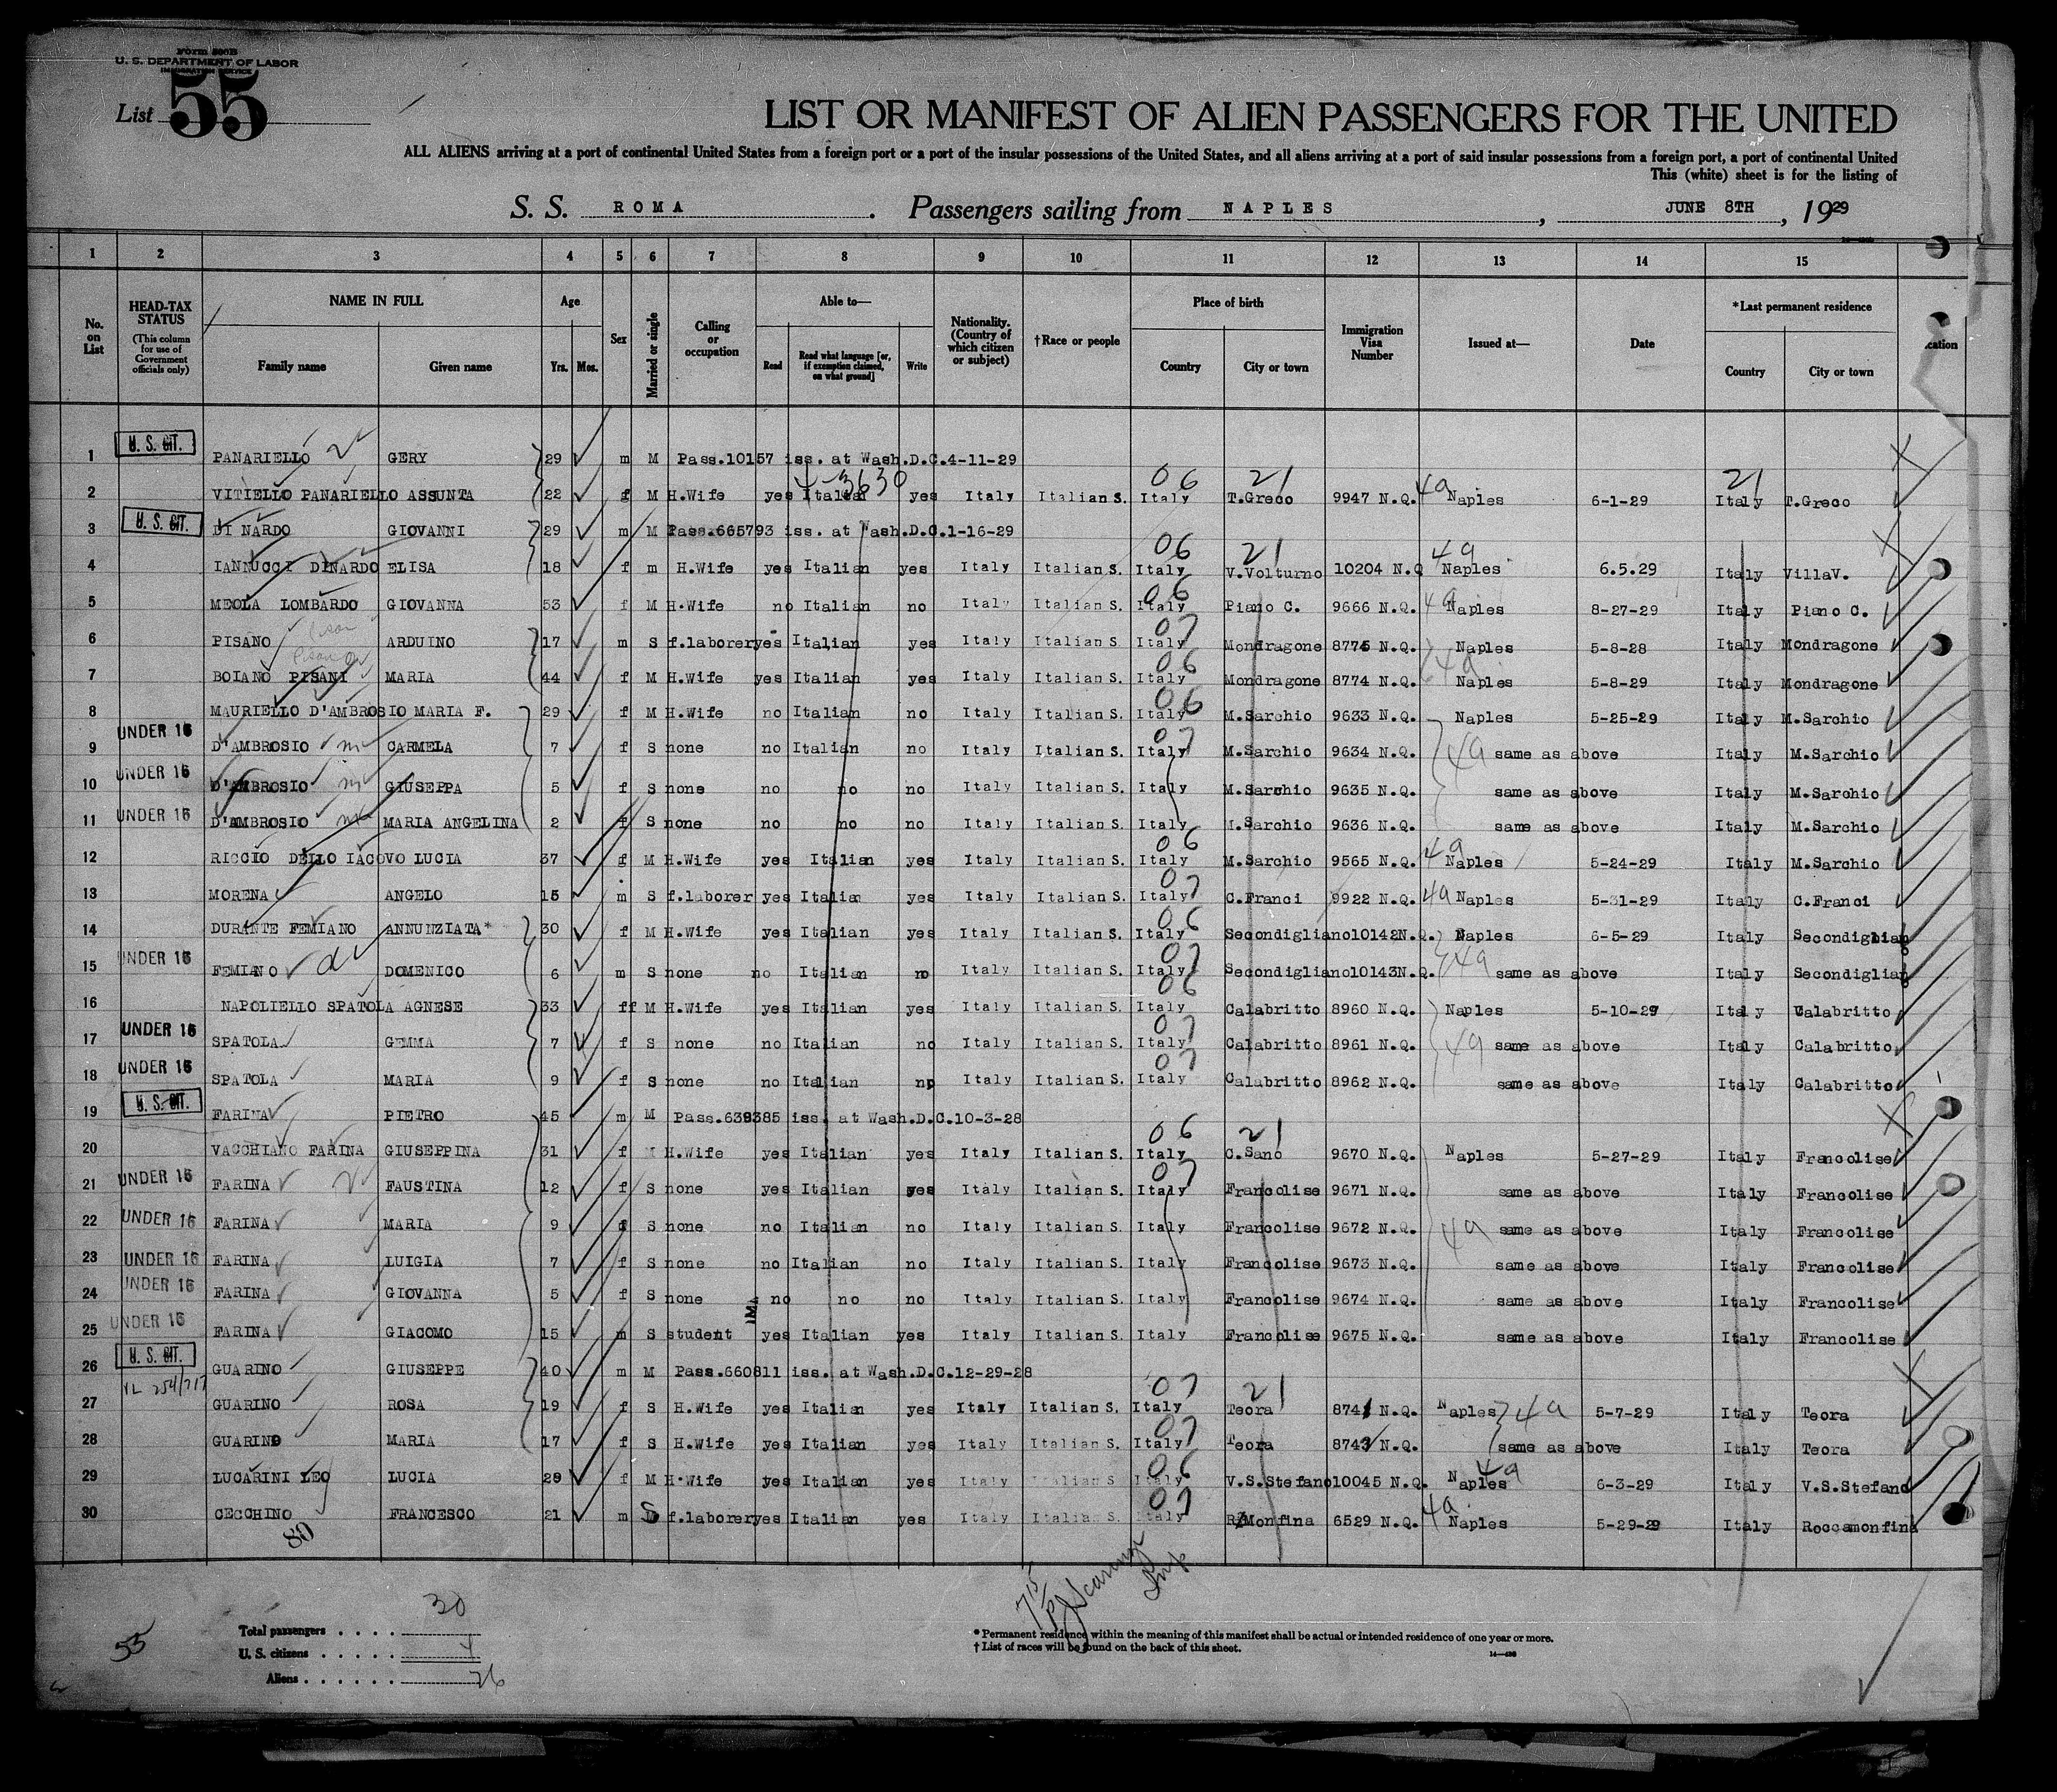 Form 500B
U. S. DEPARTMENT OF LABOR
IMMIGRATION SERVICE
List 55
LIST OR MANIFEST OF ALIEN PASSENGERS FOR THE UNITED
ALL ALIENS arriving at a port of continental United States from a foreign port or a port of the insular possessions of the United States, and all aliens arriving at a port of said insular possessions from a foreign port, a port of continental United
This (white) sheet is for the listing of
S. S. ROMA . Passengers sailing from NAPLES , JUNE 8TH , 1929
1 2 3 4 5 6 7 8 9 10 11 12 13 14 15
No. on List
HEAD-TAX STATUS (This column for use of Government officials only)
NAME IN FULL
Family name Given name
Age Yrs. Mos.
Sex
Married or single
Calling or occupation
Able to—
Read Read what language [or, if exemption claimed, on what ground] Write
Nationality. (Country of which citizen or subject)
†Race or people
Place of birth
Country City or town
Immigration Visa Number
Issued at—
Date
*Last permanent residence
Country City or town
1 U. S. CIT. PANARIELLO GERY 29 m M Pass.10157 iss. at Wash.D.C.4-11-29
2 VITIELLO PANARIELLO ASSUNTA 22 f M H.Wife yes Italian yes Italy Italian S. Italy T.Greco 9947 N.Q. Naples 6-1-29 Italy T.Greco
3 U. S. CIT. DI NARDO GIOVANNI 29 m M Pass.665793 iss. at Wash.D.C.1-16-29
4 IANNUCCI DINARDO ELISA 18 f m H.Wife yes Italian yes Italy Italian S. Italy V.Volturno 10204 N.Q Naples 6.5.29 Italy VillaV.
5 MEOLA LOMBARDO GIOVANNA 53 f M H.Wife no Italian no Italy Italian S. Italy Piano C. 9666 N.Q. Naples 8-27-29 Italy Piano C.
6 PISANO ARDUINO 17 m S f.laborer yes Italian yes Italy Italian S. Italy Mondragone 8775 N.Q. Naples 5-8-28 Italy Mondragone
7 BOIANO PISANI MARIA 44 f M H.Wife yes Italian yes Italy Italian S. Italy Mondragone 8774 N.Q. Naples 5-8-29 Italy Mondragone
8 MAURIELLO D'AMBROSIO MARIA F. 29 f M H.Wife no Italian no Italy Italian S. Italy M.Sarchio 9633 N.Q. Naples 5-25-29 Italy M.Sarchio
9 UNDER 16 D'AMBROSIO CARMELA 7 f S none no Italian no Italy Italian S. Italy M.Sarchio 9634 N.Q. same as above Italy M.Sarchio
10 UNDER 16 D'AMBROSIO GIUSEPPA 5 f S none no no no Italy Italian S. Italy M.Sarchio 9635 N.Q. same as above Italy M.Sarchio
11 UNDER 16 D'AMBROSIO MARIA ANGELINA 2 f S none no no no Italy Italian S. Italy M.Sarchio 9636 N.Q. same as above Italy M.Sarchio
12 RICCIO DELLO IACOVO LUCIA 37 f M H.Wife yes Italian yes Italy Italian S. Italy M.Sarchio 9565 N.Q. Naples 5-24-29 Italy M.Sarchio
13 MORENA ANGELO 15 m S f.laborer yes Italian yes Italy Italian S. Italy C.Franci 9922 N.Q. Naples 5-31-29 Italy C.Franci
14 DURANTE FEMIANO ANNUNZIATA* 30 f M H.Wife yes Italian yes Italy Italian S. Italy Secondigliano 10142N.Q. Naples 6-5-29 Italy Secondigliano
15 UNDER 16 FEMIANO DOMENICO 6 m S none no Italian no Italy Italian S. Italy Secondigliano 10143N.Q. same as above Italy Secondigliano
16 NAPOLIELLO SPATOLA AGNESE 33 ff M H.Wife yes Italian yes Italy Italian S. Italy Calabritto 8960 N.Q. Naples 5-10-29 Italy Calabritto
17 UNDER 16 SPATOLA GEMMA 7 f S none no Italian no Italy Italian S. Italy Calabritto 8961 N.Q. same as above Italy Calabritto
18 UNDER 16 SPATOLA MARIA 9 f S none no Italian no Italy Italian S. Italy Calabritto 8962 N.Q. same as above Italy Calabritto
19 U. S. CIT. FARINA PIETRO 45 m M Pass.639385 iss. at Wash.D.C.10-3-28
20 VACCHIANO FARINA GIUSEPPINA 31 f M H.Wife yes Italian yes Italy Italian S. Italy C.Sano 9670 N.Q. Naples 5-27-29 Italy Francolise
21 UNDER 16 FARINA FAUSTINA 12 f S none yes Italian yes Italy Italian S. Italy Francolise 9671 N.Q. same as above Italy Francolise
22 UNDER 16 FARINA MARIA 9 f S none no Italian no Italy Italian S. Italy Francolise 9672 N.Q. same as above Italy Francolise
23 UNDER 16 FARINA LUIGIA 7 f S none no Italian no Italy Italian S. Italy Francolise 9673 N.Q. same as above Italy Francolise
24 UNDER 16 FARINA GIOVANNA 5 f S none no no no Italy Italian S. Italy Francolise 9674 N.Q. same as above Italy Francolise
25 UNDER 16 FARINA GIACOMO 15 m S student yes Italian yes Italy Italian S. Italy Francolise 9675 N.Q. same as above Italy Francolise
26 U. S. CIT. GUARINO GIUSEPPE 40 m M Pass.660811 iss. at Wash.D.C.12-29-28
27 GUARINO ROSA 19 f S H.Wife yes Italian yes Italy Italian S. Italy Teora 8741 N.Q. Naples 5-7-29 Italy Teora
28 GUARINO MARIA 17 f S H.Wife yes Italian yes Italy Italian S. Italy Teora 8743 N.Q. same as above Italy Teora
29 LUCARINI LEO LUCIA 29 f M H.Wife yes Italian yes Italy Italian S. Italy V.S.Stefano 10045 N.Q. Naples 6-3-29 Italy V.S.Stefano
30 CECCHINO FRANCESCO 21 m S f.laborer yes Italian yes Italy Italian S. Italy R.Monfina 6529 N.Q. Naples 5-29-29 Italy Roccamonfina
80
Total passengers . . . . 30
U. S. citizens . . . . . 4
Aliens . . . . . . 26
55
* Permanent residence within the meaning of this manifest shall be actual or intended residence of one year or more.
† List of races will be found on the back of this sheet.